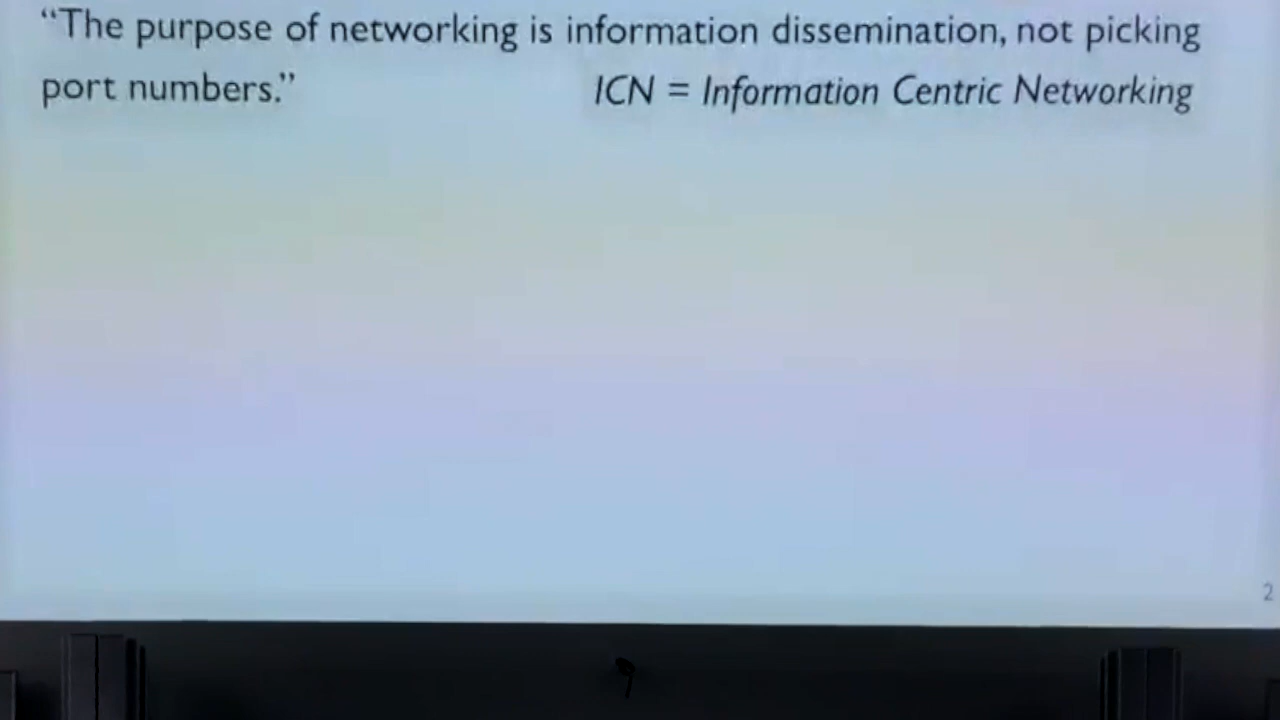 “The purpose of networking is information dissemination, not picking
port numbers.” ICN = Information Centric Networking
2